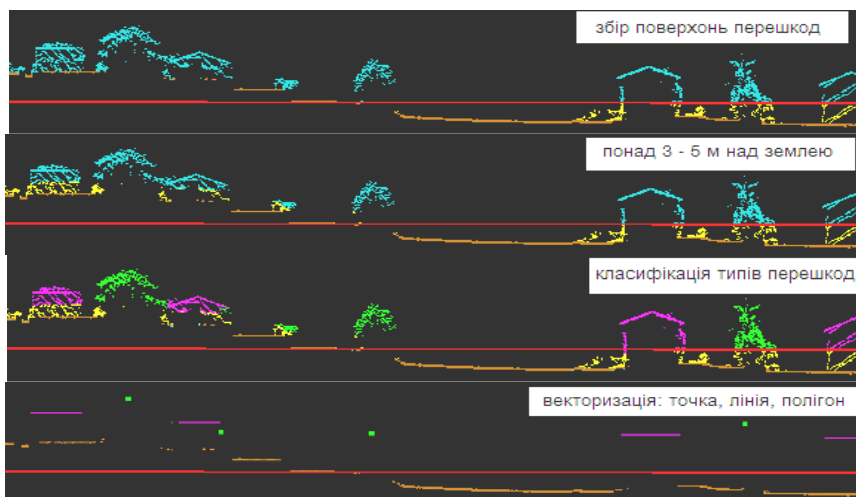 збір поверхонь перешкод
понад 3 - 5 м над землею
класифікація типів перешкод
векторизація: точка, лінія, полігон